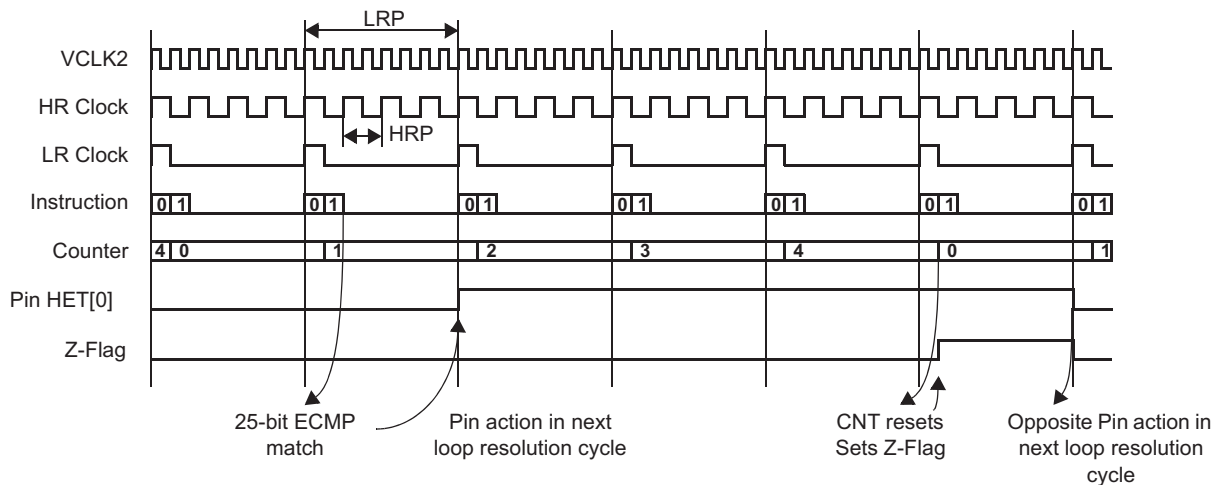 LRP
VCLK2
HR Clock
HRP
LR Clock
Instruction 0 1 0 1 0 1 0 1 0 1 0 1 0 1
Counter 4 0 1 2 3 4 0 1
Pin HET[0]
Z-Flag
25-bit ECMP
match
Pin action in next
loop resolution cycle
CNT resets
Sets Z-Flag
Opposite Pin action in
next loop resolution
cycle